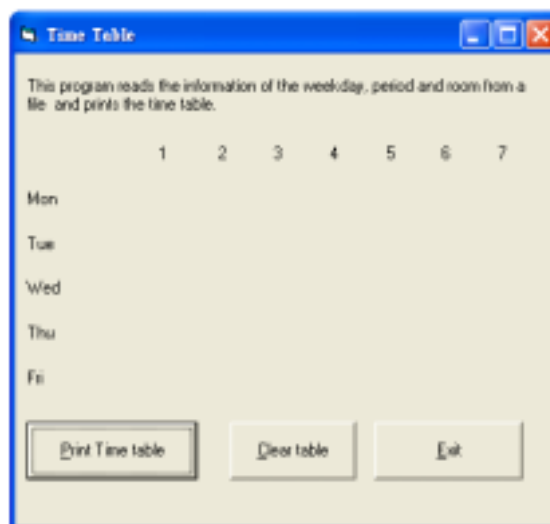 Time Table
This program reads the information of the weekday, period and room from a
file and prints the time table.
1 2 3 4 5 6 7
Mon
Tue
Wed
Thu
Fri
Print Time table Clear table Exit